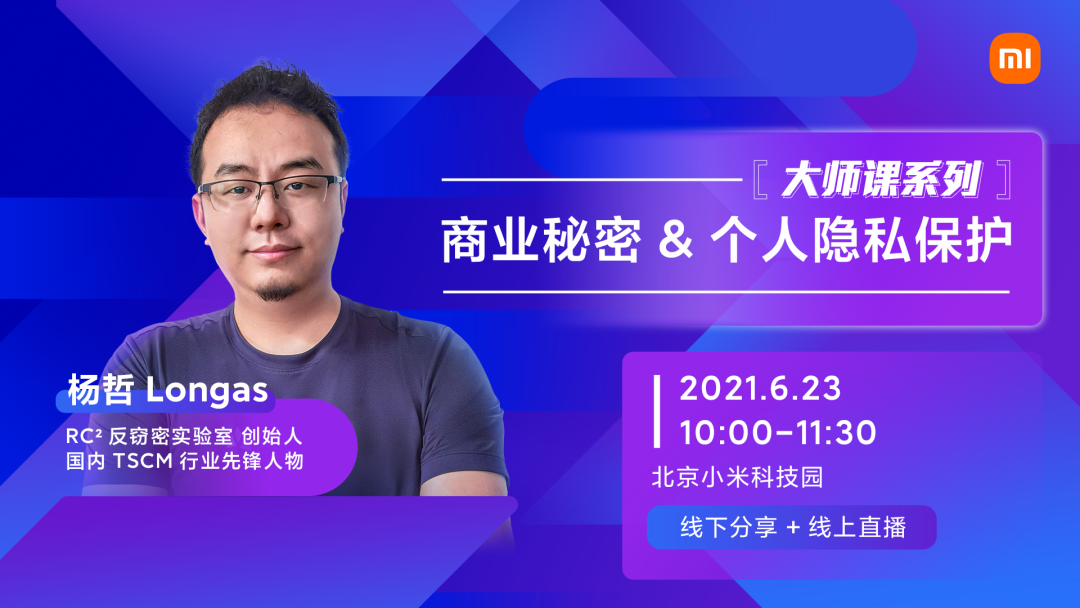 mi
[ 大师课系列 ]
商业秘密 & 个人隐私保护
杨哲 Longas
RC² 反窃密实验室 创始人
国内 TSCM 行业先锋人物
2021.6.23
10:00-11:30
北京小米科技园
线下分享 + 线上直播